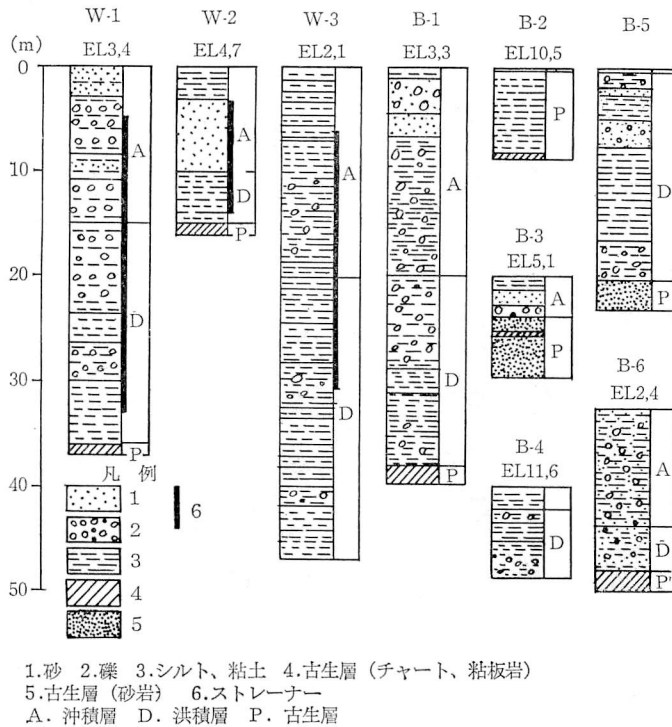 W-1 W-2 W-3 B-1 B-2 B-5
(m) EL3,4 EL4,7 EL2,1 EL3,3 EL10,5
0
A
A
A
A
P
10
D
D
P
B-3
EL5,1
20
A
P
P
D
B-6
EL2,4
30
D
D
A
P
P
B-4
EL11,6
凡 例
40
1
6
D
D
2
3
P
50
4
5
1.砂 2.礫 3.シルト、粘土 4.古生層(チャート、粘板岩)
5.古生層(砂岩) 6.ストレーナー
A.沖積層 D.洪積層 P.古生層